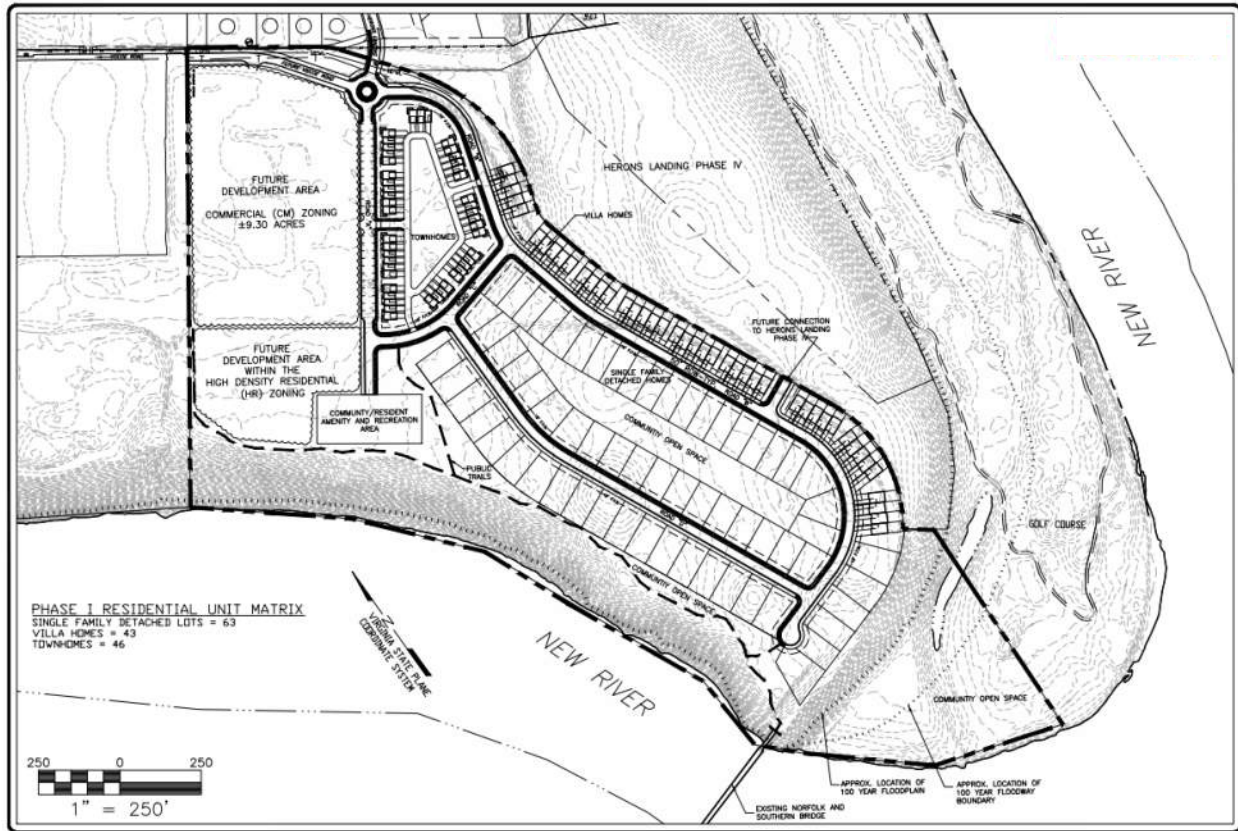 FUTURE
DEVELOPMENT AREA
COMMERCIAL (CM) ZONING
±9.30 ACRES
FUTURE
DEVELOPMENT AREA
WITHIN THE
HIGH DENSITY RESIDENTIAL
(HR) ZONING
COMMUNTY/RESIDENT
AMENITY AND RECREATION
AREA
TOWNHOMES
VILLA HOMES
HERONS LANDING PHASE IV
FUTURE CONNECTION
TO HERONS LANDING
PHASE IV
SINGLE FAMILY
DETACHED HOMES
COMMUNTIY OPEN SPACE
PUBLIC
TRAILS
COMMUNTIY OPEN SPACE
NEW RIVER
GOLF COURSE
COMMUNTIY OPEN SPACE
NEW RIVER
PHASE I RESIDENTIAL UNIT MATRIX
SINGLE FAMILY DETACHED LOTS = 63
VILLA HOMES = 43
TOWNHOMES = 46
N
VIRGINIA STATE PLANE
COORDINATE SYSTEM
APPROX. LOCATION OF
100 YEAR FLOODPLAIN
APPROX. LOCATION OF
100 YEAR FLOODWAY
BOUNDARY
EXISTING NORFOLK AND
SOUTHERN BRIDGE
250 0 250
1" = 250'